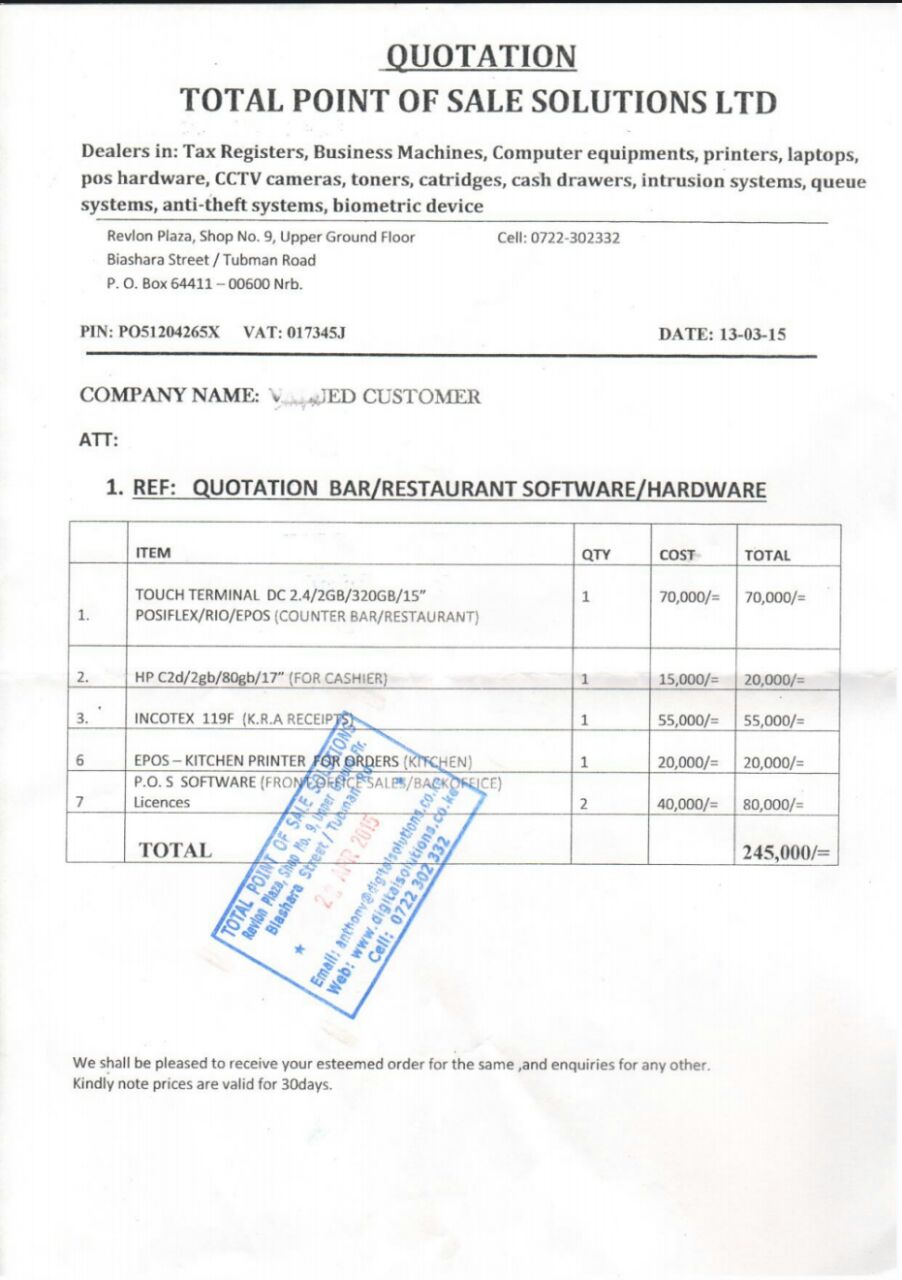 QUOTATION
TOTAL POINT OF SALE SOLUTIONS LTD
Dealers in: Tax Registers, Business Machines, Computer equipments, printers, laptops,
pos hardware, CCTV cameras, toners, catridges, cash drawers, intrusion systems, queue
systems, anti-theft systems, biometric device
Revlon Plaza, Shop No. 9, Upper Ground Floor Cell: 0722-302332
Biashara Street / Tubman Road
P. O. Box 64411 – 00600 Nrb.
PIN: PO51204265X VAT: 017345J DATE: 13-03-15
COMPANY NAME: CUSTOMER
ATT:
1. REF: QUOTATION BAR/RESTAURANT SOFTWARE/HARDWARE
ITEM QTY COST TOTAL
TOUCH TERMINAL DC 2.4/2GB/320GB/15” 1 70,000/= 70,000/=
1. POSIFLEX/RIO/EPOS (COUNTER BAR/RESTAURANT)
2. HP C2d/2gb/80gb/17” (FOR CASHIER) 1 15,000/= 20,000/=
3. INCOTEX 119F (K.R.A RECEIPTS) 1 55,000/= 55,000/=
6 EPOS – KITCHEN PRINTER FOR ORDERS (KITCHEN) 1 20,000/= 20,000/=
P.O. S SOFTWARE (FRONT OFFICE SALES/BACKOFFICE)
7 Licences 2 40,000/= 80,000/=
TOTAL 245,000/=
TOTAL POINT OF SALE SOLUTIONS
Revlon Plaza, Shop No. 9, Upper Ground Flr.
Biashara Street / Tubman Rd
APR 2015
Email: anthony@digitalsolutions.co.ke
Web: www.digitalsolutions.co.ke
Cell: 0722 302 332
We shall be pleased to receive your esteemed order for the same ,and enquiries for any other.
Kindly note prices are valid for 30days.